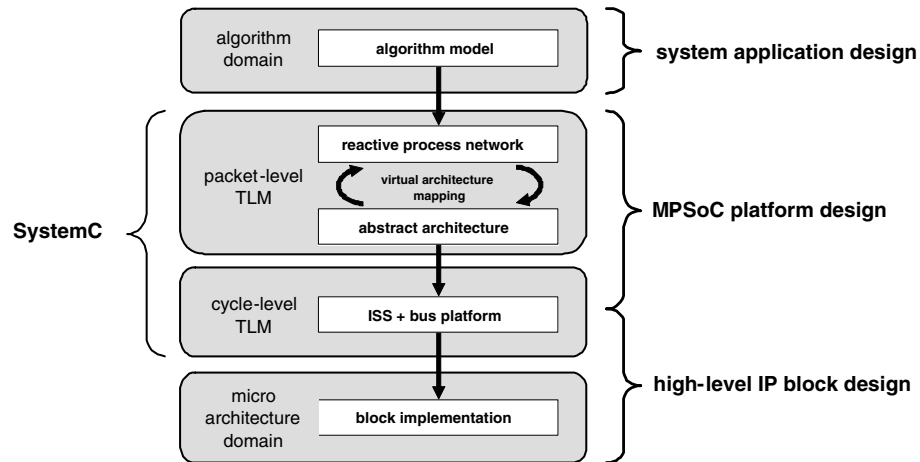 algorithm
domain
algorithm model
system application design
packet-level
TLM
reactive process network
virtual architecture
mapping
abstract architecture
MPSoC platform design
SystemC
cycle-level
TLM
ISS + bus platform
high-level IP block design
micro
architecture
domain
block implementation